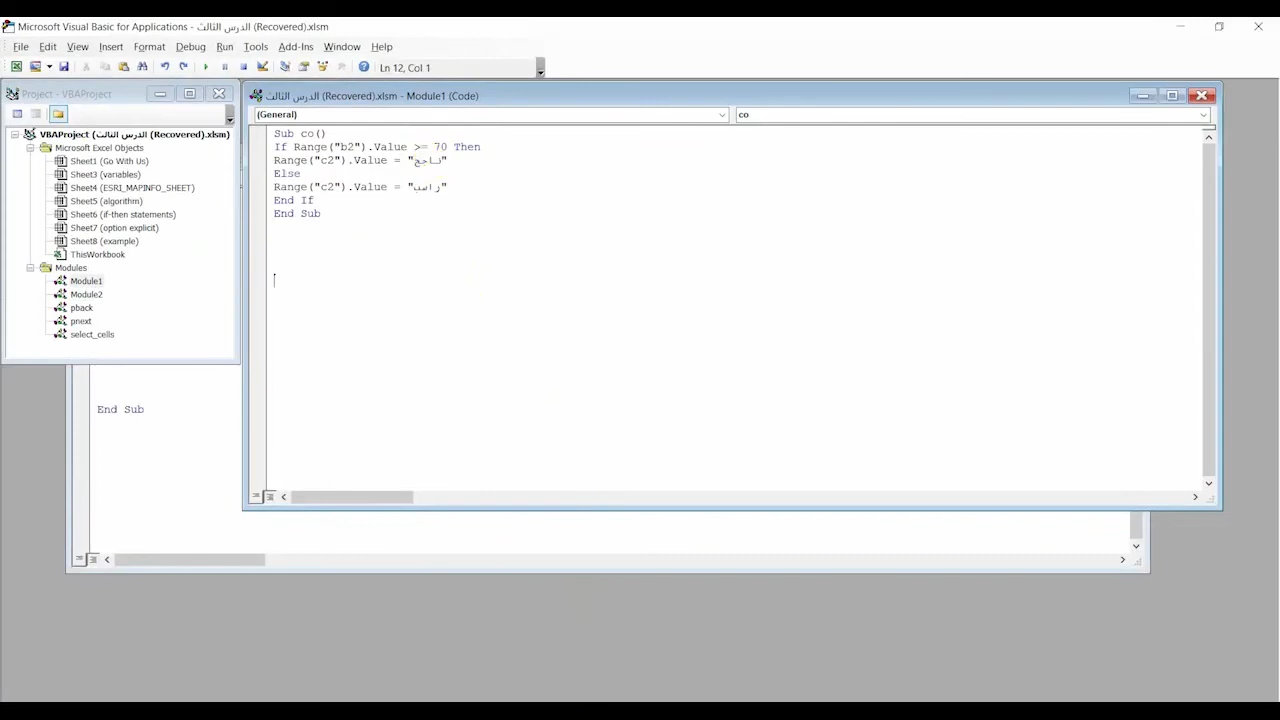 Microsoft Visual Basic for Applications - الدرس الثالث (Recovered).xlsm
File Edit View Insert Format Debug Run Tools Add-Ins Window Help
Ln 12, Col 1
Project - VBAProject
VBAProject (الدرس الثالث (Recovered).xlsm)
Microsoft Excel Objects
Sheet1 (Go With Us)
Sheet3 (variables)
Sheet4 (ESRI_MAPINFO_SHEET)
Sheet5 (algorithm)
Sheet6 (if-then statements)
Sheet7 (option explicit)
Sheet8 (example)
ThisWorkbook
Modules
Module1
Module2
pback
pnext
select_cells
الدرس الثالث (Recovered).xlsm - Module1 (Code)
(General) co
Sub co()
If Range("b2").Value >= 70 Then
Range("c2").Value = "ناجح"
Else
Range("c2").Value = "راسب"
End If
End Sub
End Sub